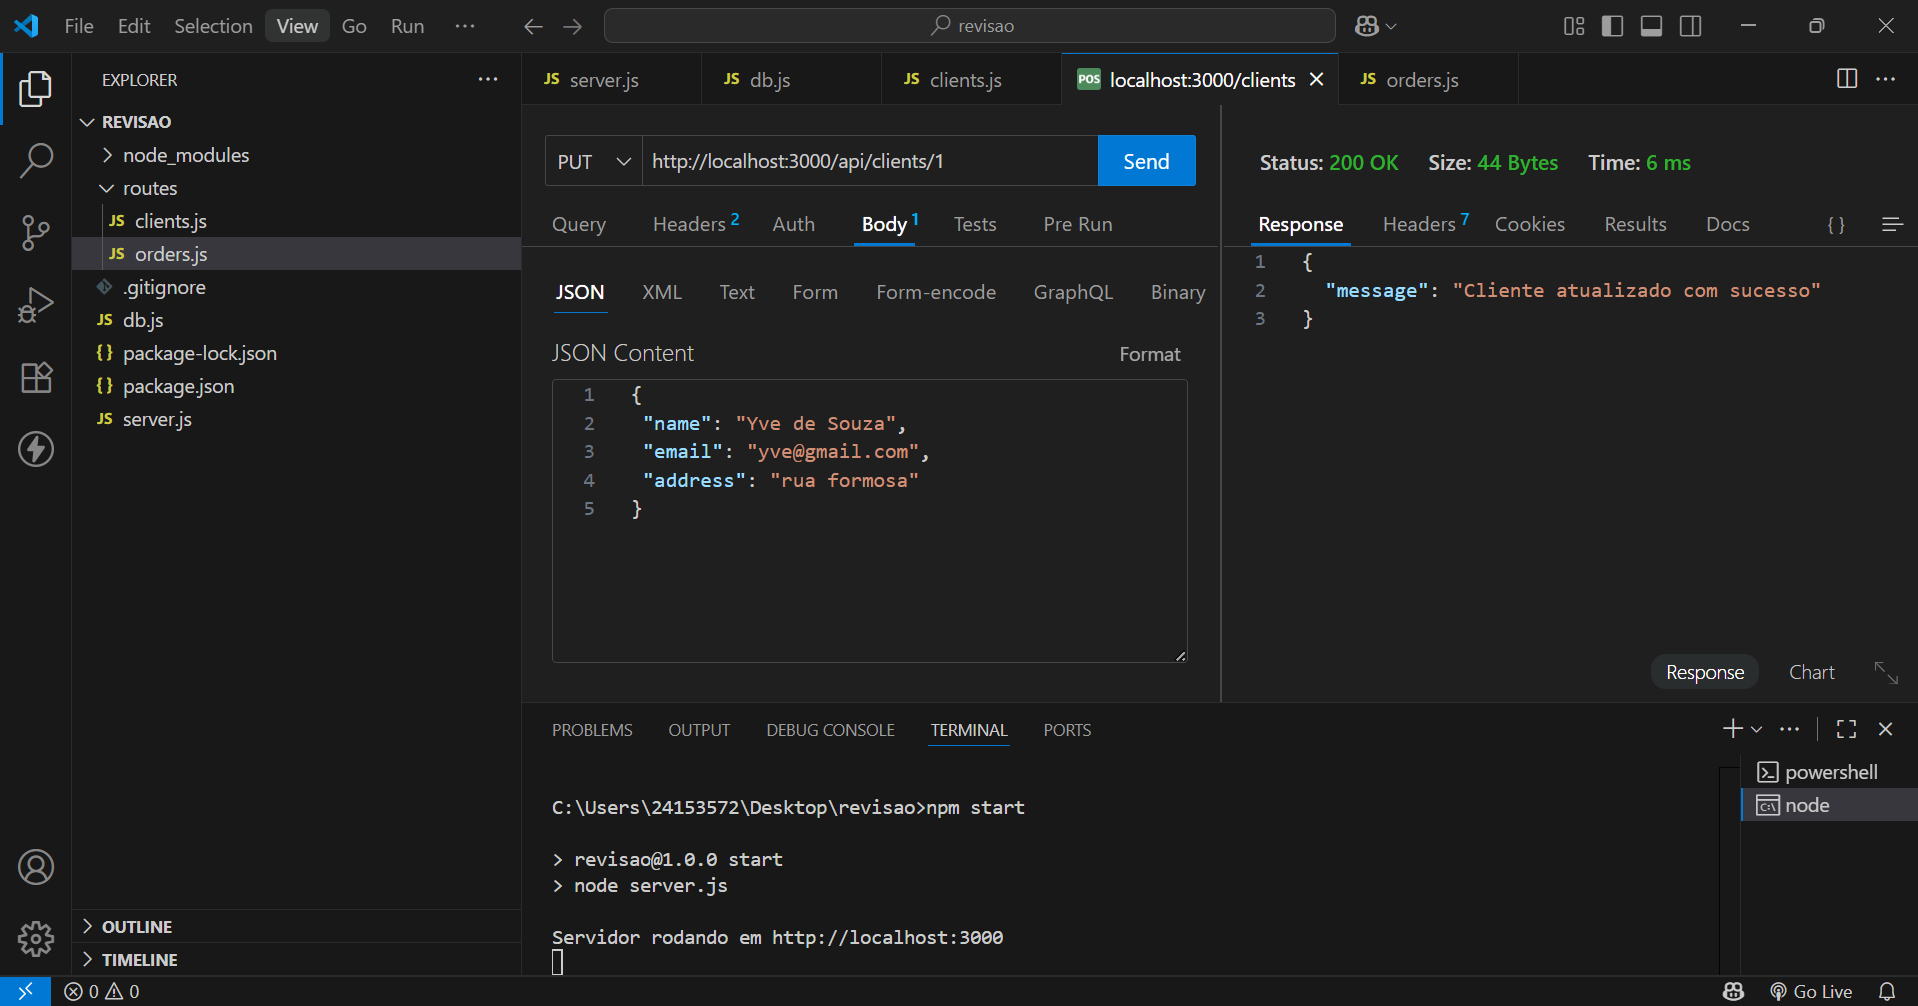 File Edit Selection View Go Run ··· revisao
EXPLORER ···
REVISAO
node_modules
routes
JS clients.js
JS orders.js
.gitignore
JS db.js
{} package-lock.json
{} package.json
JS server.js
OUTLINE
TIMELINE
JS server.js JS db.js JS clients.js POS localhost:3000/clients JS orders.js ···
PUT http://localhost:3000/api/clients/1 Send
Query Headers 2 Auth Body 1 Tests Pre Run
JSON XML Text Form Form-encode GraphQL Binary
JSON Content Format
1 {
2 "name": "Yve de Souza",
3 "email": "yve@gmail.com",
4 "address": "rua formosa"
5 }
Status: 200 OK Size: 44 Bytes Time: 6 ms
Response Headers 7 Cookies Results Docs { }
1 {
2 "message": "Cliente atualizado com sucesso"
3 }
Response Chart
PROBLEMS OUTPUT DEBUG CONSOLE TERMINAL PORTS ···
C:\Users\24153572\Desktop\revisao>npm start
> revisao@1.0.0 start
> node server.js
Servidor rodando em http://localhost:3000
powershell
node
0 0 Go Live